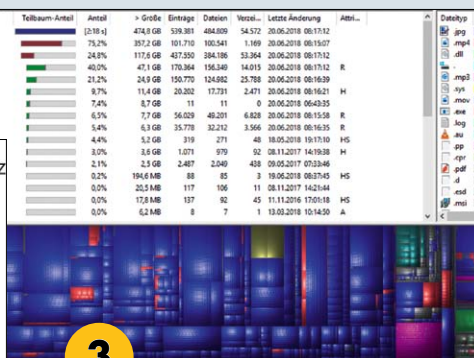 Teilbaum-Anteil Anteil > Größe Einträge Dateien Verzei... Letzte Änderung Attri...
[2:18 s] 474,8 GB 539.381 484.809 54.572 20.06.2018 08:17:12
75,2% 357,2 GB 101.710 100.541 1.169 20.06.2018 08:15:07
24,8% 117,6 GB 437.550 384.186 53.364 20.06.2018 08:17:12
40,0% 47,1 GB 170.364 156.349 14.015 20.06.2018 08:17:12 R
21,2% 24,9 GB 150.770 124.982 25.788 20.06.2018 08:16:39
9,7% 11,4 GB 20.202 17.731 2.471 20.06.2018 08:16:21 H
7,4% 8,7 GB 11 11 0 20.06.2018 06:43:35
6,5% 7,7 GB 56.029 49.201 6.828 20.06.2018 08:15:58 R
5,4% 6,3 GB 35.778 32.212 3.566 20.06.2018 08:16:35 R
4,4% 5,2 GB 319 271 48 18.05.2018 19:17:10 HS
3,0% 3,6 GB 1.071 979 92 08.11.2017 14:19:38 H
2,1% 2,5 GB 2.487 2.049 438 09.05.2017 07:33:46
0,2% 194,6 MB 88 85 3 19.06.2018 08:37:45 HS
0,0% 20,5 MB 117 106 11 08.11.2017 14:21:44
0,0% 17,8 MB 137 92 45 11.11.2016 17:01:18 HS
0,0% 6,2 MB 8 7 1 13.03.2018 10:14:50 A
Dateityp
.jpg
.mp4
.dll
.
.mp3
.sys
.mov
.exe
.log
.au
.pp
.cpr
.pdf
.d
.esd
.msi
z
3